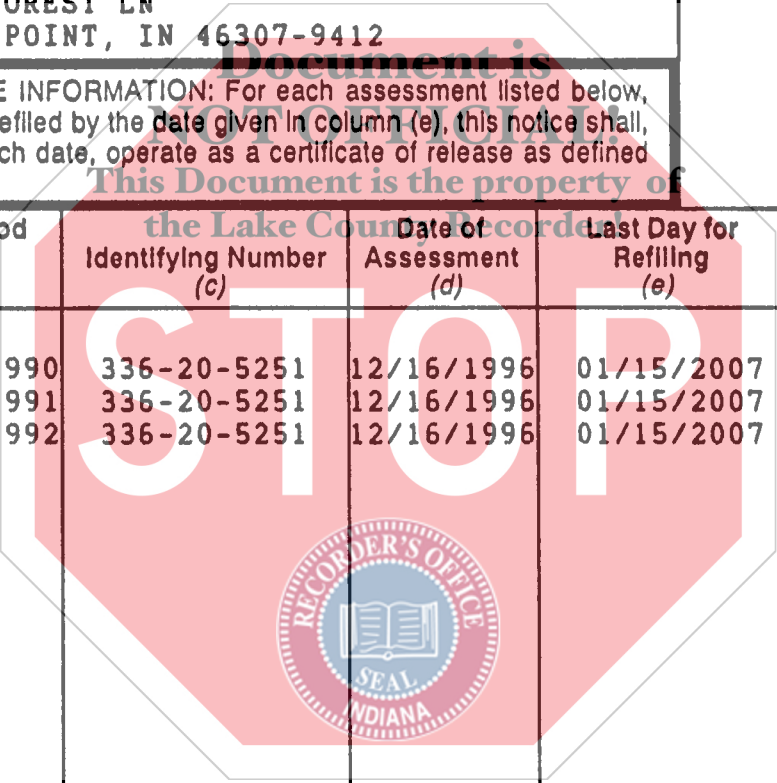 OREST LN
POINT, IN 46307-9412
Document is
E INFORMATION: For each assessment listed below,
NOT OFFICIAL!
efiled by the date given in column (e), this notice shall,
ch date, operate as a certificate of release as defined
This Document is the property of
the Lake County Recorder!
od Identifying Number (c) Date of Assessment (d) Last Day for Refiling (e)
990 336-20-5251 12/16/1996 01/15/2007
991 336-20-5251 12/16/1996 01/15/2007
992 336-20-5251 12/16/1996 01/15/2007
STOP
RECORDER'S OFFICE
SEAL
INDIANA